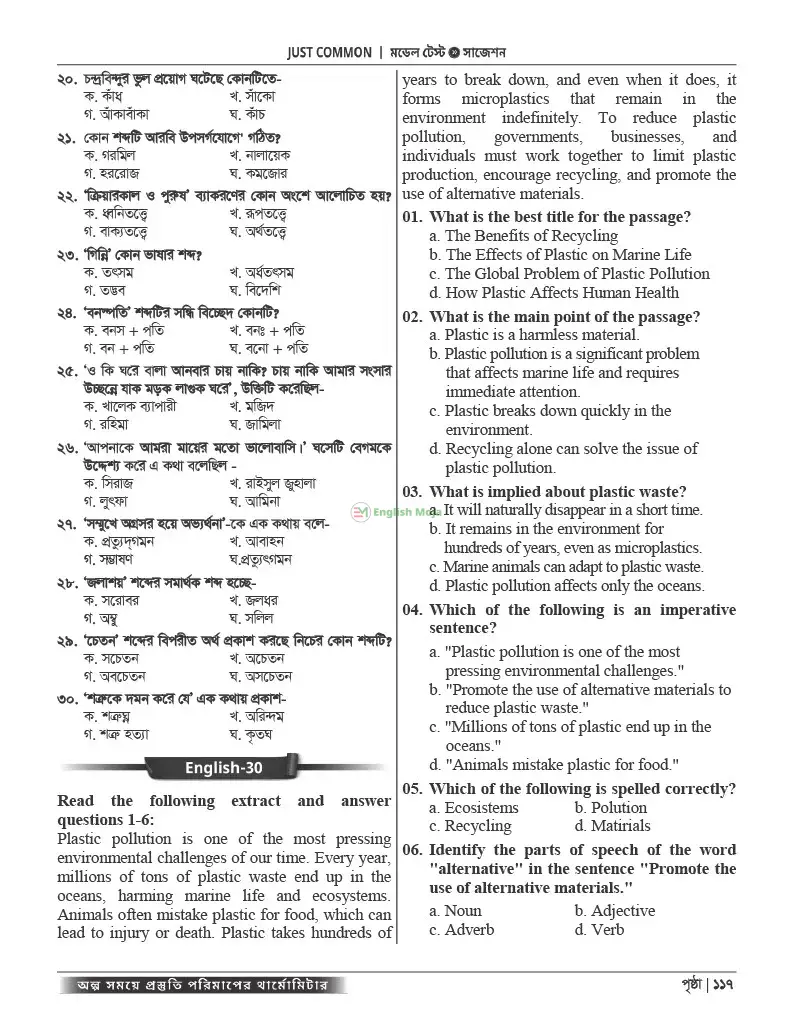 JUST COMMON | মডেল টেস্ট » সাজেশন
২০. চন্দ্রবিন্দুর ভুল প্রয়োগ ঘটেছে কোনটিতে-
ক. কাঁধ খ. সাঁকো
গ. আঁকাবাঁকা ঘ. কাঁচ
২১. কোন শব্দটি আরবি উপসর্গযোগে' গঠিত?
ক. গরমিল খ. নালায়েক
গ. হররোজ ঘ. কমজোর
২২. ‘ক্রিয়ারকাল ও পুরুষ’ ব্যাকরণের কোন অংশে আলোচিত হয়?
ক. ধ্বনিতত্ত্বে খ. রূপতত্ত্বে
গ. বাক্যতত্ত্বে ঘ. অর্থতত্ত্বে
২৩. ‘গিন্নি’ কোন ভাষার শব্দ?
ক. তৎসম খ. অর্ধতৎসম
গ. তদ্ভব ঘ. বিদেশি
২৪. ‘বনস্পতি’ শব্দটির সন্ধি বিচ্ছেদ কোনটি?
ক. বনস + পতি খ. বনঃ + পতি
গ. বন + পতি ঘ. বনো + পতি
২৫. ‘ও কি ঘরে বালা আনবার চায় নাকি? চায় নাকি আমার সংসার
উচ্ছন্নে যাক মড়ক লাগুক ঘরে’, উক্তিটি করেছিল-
ক. খালেক ব্যাপারী খ. মজিদ
গ. রহিমা ঘ. জামিলা
২৬. ‘আপনাকে আমরা মায়ের মতো ভালোবাসি।’ ঘসেটি বেগমকে
উদ্দেশ্য করে এ কথা বলেছিল -
ক. সিরাজ খ. রাইসুল জুহালা
গ. লুৎফা ঘ. আমিনা
২৭. ‘সম্মুখে অগ্রসর হয়ে অভ্যর্থনা’-কে এক কথায় বলে-
ক. প্রত্যুদ্‌গমন খ. আবাহন
গ. সম্ভাষণ ঘ.প্রত্যুৎগমন
২৮. ‘জলাশয়’ শব্দের সমার্থক শব্দ হচ্ছে-
ক. সরোবর খ. জলধর
গ. অম্বু ঘ. সলিল
২৯. ‘চেতন’ শব্দের বিপরীত অর্থ প্রকাশ করছে নিচের কোন শব্দটি?
ক. সচেতন খ. অচেতন
গ. অবচেতন ঘ. অসচেতন
৩০. ‘শত্রুকে দমন করে যে’ এক কথায় প্রকাশ-
ক. শত্রুঘ্ন খ. অরিন্দম
গ. শত্রু হত্যা ঘ. কৃতঘ্ন
English-30
Read the following extract and answer
questions 1-6:
Plastic pollution is one of the most pressing
environmental challenges of our time. Every year,
millions of tons of plastic waste end up in the
oceans, harming marine life and ecosystems.
Animals often mistake plastic for food, which can
lead to injury or death. Plastic takes hundreds of
years to break down, and even when it does, it
forms microplastics that remain in the
environment indefinitely. To reduce plastic
pollution, governments, businesses, and
individuals must work together to limit plastic
production, encourage recycling, and promote the
use of alternative materials.
01. What is the best title for the passage?
a. The Benefits of Recycling
b. The Effects of Plastic on Marine Life
c. The Global Problem of Plastic Pollution
d. How Plastic Affects Human Health
02. What is the main point of the passage?
a. Plastic is a harmless material.
b. Plastic pollution is a significant problem
that affects marine life and requires
immediate attention.
c. Plastic breaks down quickly in the
environment.
d. Recycling alone can solve the issue of
plastic pollution.
03. What is implied about plastic waste?
a. It will naturally disappear in a short time.
b. It remains in the environment for
hundreds of years, even as microplastics.
c. Marine animals can adapt to plastic waste.
d. Plastic pollution affects only the oceans.
04. Which of the following is an imperative
sentence?
a. "Plastic pollution is one of the most
pressing environmental challenges."
b. "Promote the use of alternative materials to
reduce plastic waste."
c. "Millions of tons of plastic end up in the
oceans."
d. "Animals mistake plastic for food."
05. Which of the following is spelled correctly?
a. Ecosistems b. Polution
c. Recycling d. Matirials
06. Identify the parts of speech of the word
"alternative" in the sentence "Promote the
use of alternative materials."
a. Noun b. Adjective
c. Adverb d. Verb
English Moja
অল্প সময়ে প্রস্তুতি পরিমাপের থার্মোমিটার
পৃষ্ঠা | ১১৭